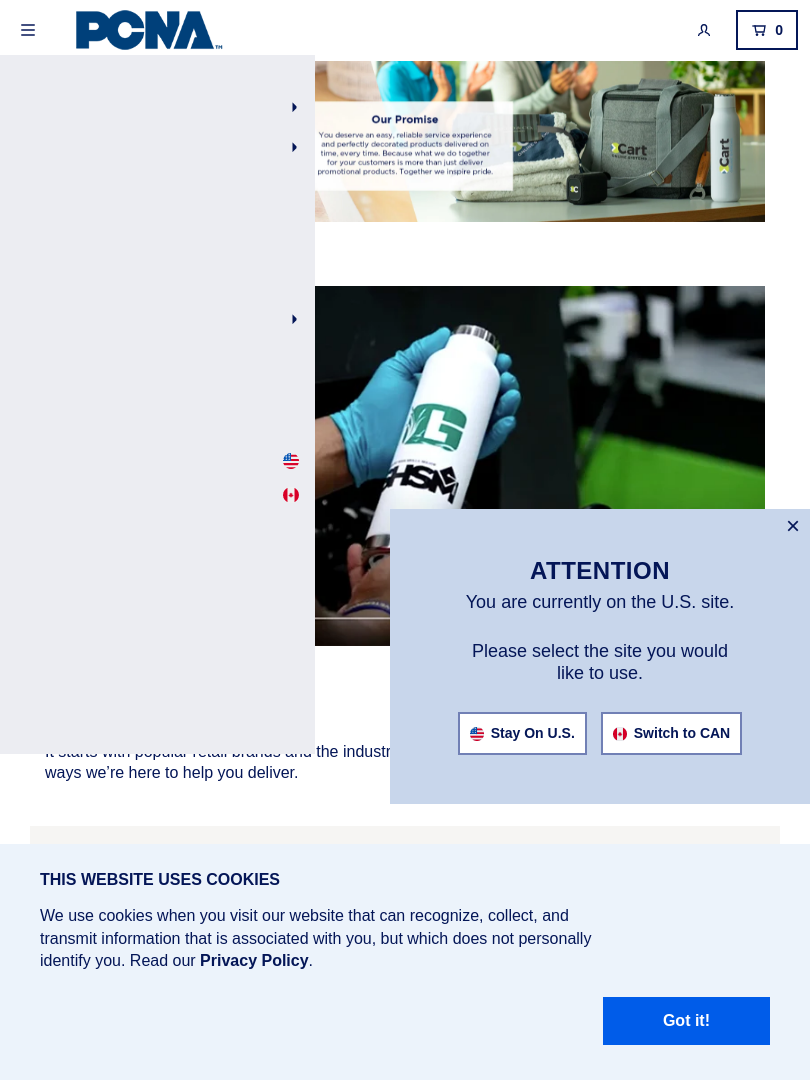 PCNA™
0
Our Promise
You deserve an easy, reliable service experience
and perfectly decorated products delivered on
time, every time. Because what we do together
for your customers is more than just deliver
promotional products. Together we inspire pride.
Cart
Cart
C
G
HSM
ATTENTION
You are currently on the U.S. site.
Please select the site you would
like to use.
Stay On U.S.
Switch to CAN
It starts with popular retail brands and the industr
ways we’re here to help you deliver.
THIS WEBSITE USES COOKIES
We use cookies when you visit our website that can recognize, collect, and
transmit information that is associated with you, but which does not personally
identify you. Read our Privacy Policy.
Got it!